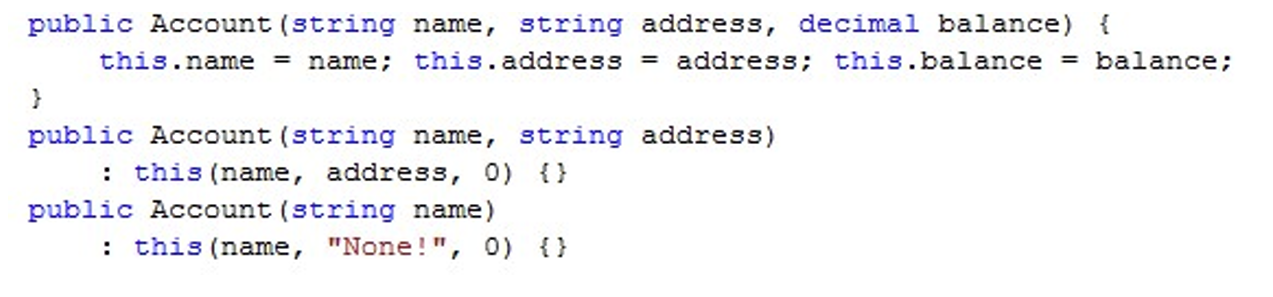 public Account(string name, string address, decimal balance) {
    this.name = name; this.address = address; this.balance = balance;
}
public Account(string name, string address)
    : this(name, address, 0) {}
public Account(string name)
    : this(name, "None!", 0) {}